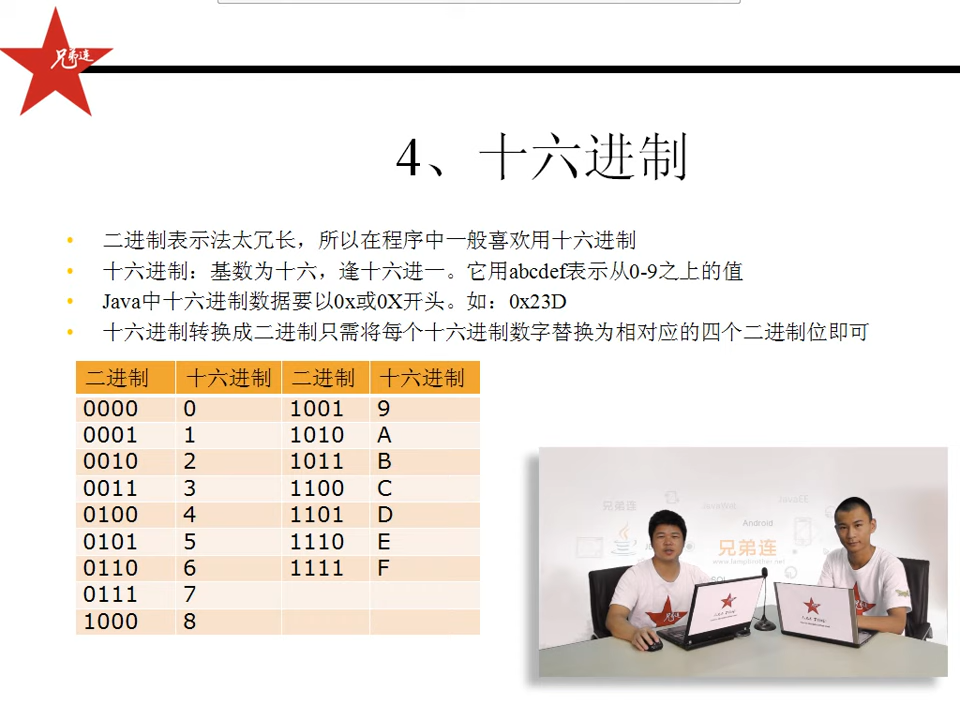 兄弟连
4、十六进制
• 二进制表示法太冗长，所以在程序中一般喜欢用十六进制
• 十六进制：基数为十六，逢十六进一。它用abcdef表示从0-9之上的值
• Java中十六进制数据要以0x或0X开头。如：0x23D
• 十六进制转换成二进制只需将每个十六进制数字替换为相对应的四个二进制位即可
二进制 十六进制 二进制 十六进制
0000 0 1001 9
0001 1 1010 A
0010 2 1011 B
0011 3 1100 C
0100 4 1101 D
0101 5 1110 E
0110 6 1111 F
0111 7
1000 8
兄弟连
JavaEE
Android
兄弟连
www.lampbrother.net